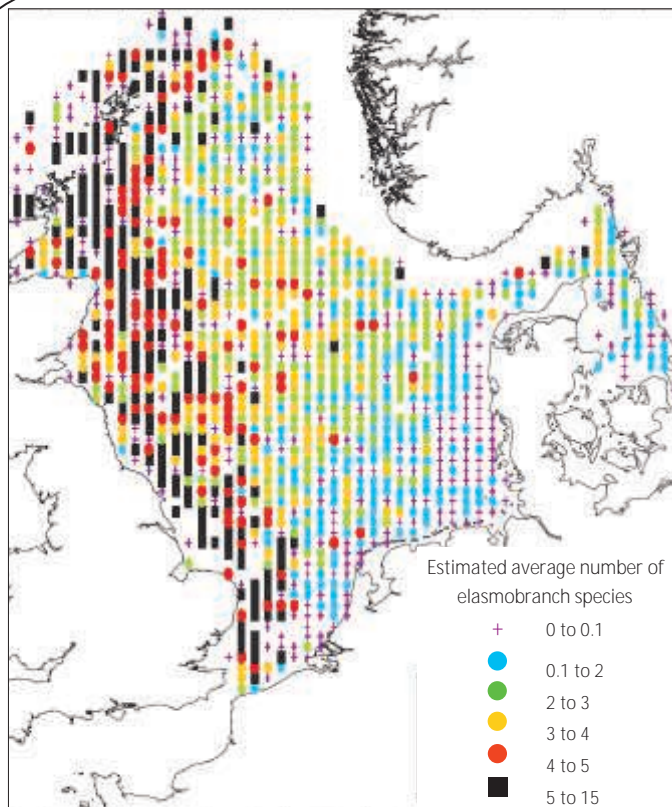 Estimated average number of
elasmobranch species
+ 0 to 0.1
0.1 to 2
2 to 3
3 to 4
4 to 5
5 to 15